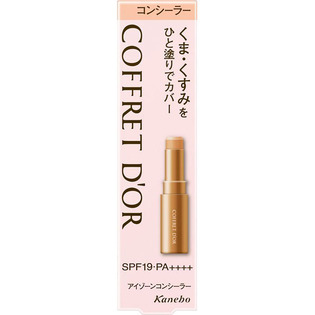 コンシーラー
くま・くすみを
ひと塗りでカバー
COFFRET D'OR
COFFRET D'OR
SPF19・PA++++
アイゾーンコンシーラー
Kanebo